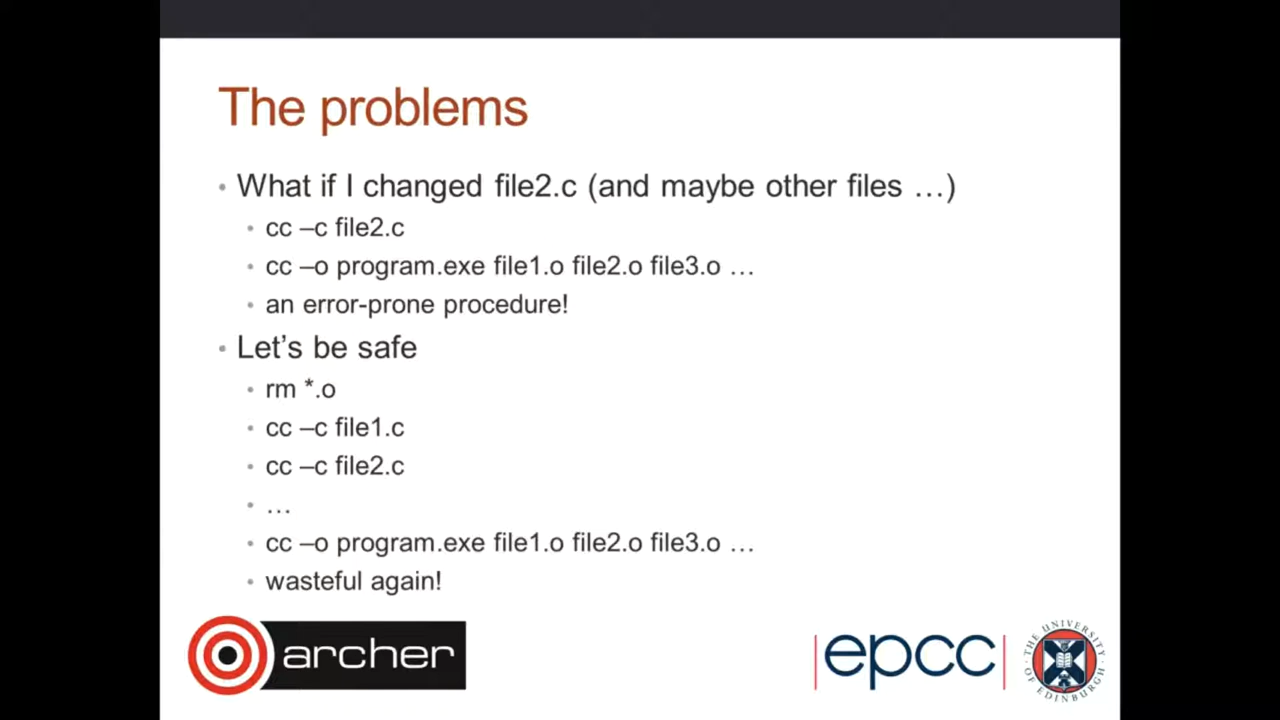 The problems
• What if I changed file2.c (and maybe other files …)
• cc –c file2.c
• cc –o program.exe file1.o file2.o file3.o …
• an error-prone procedure!
• Let’s be safe
• rm *.o
• cc –c file1.c
• cc –c file2.c
• …
• cc –o program.exe file1.o file2.o file3.o …
• wasteful again!
archer
epcc
THE UNIVERSITY OF EDINBURGH